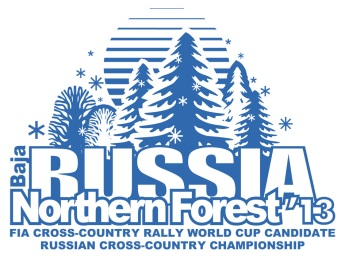 Baja
RUSSIA
Northern Forest"13
FIA CROSS-COUNTRY RALLY WORLD CUP CANDIDATE
RUSSIAN CROSS-COUNTRY CHAMPIONSHIP